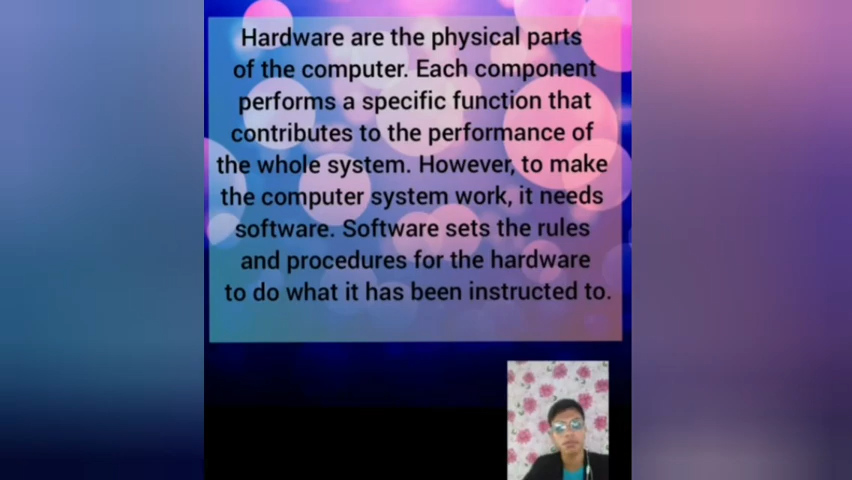 Hardware are the physical parts
of the computer. Each component
performs a specific function that
contributes to the performance of
the whole system. However, to make
the computer system work, it needs
software. Software sets the rules
and procedures for the hardware
to do what it has been instructed to.